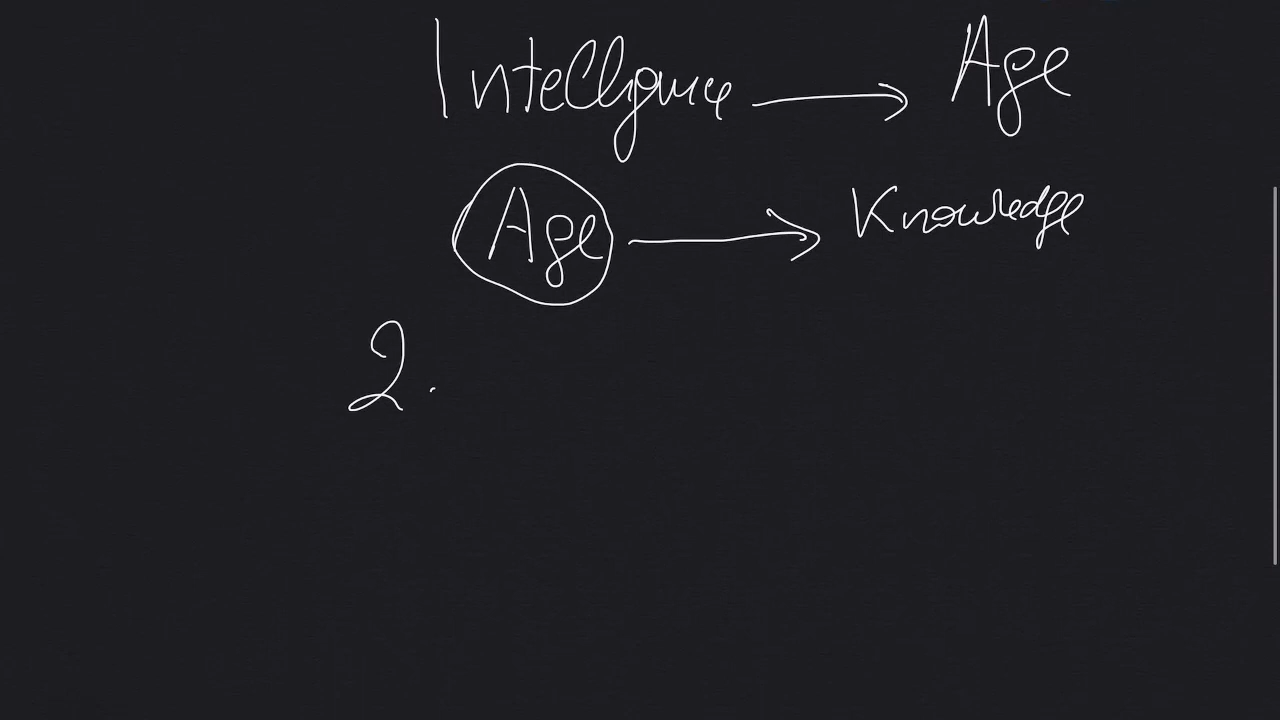 Intelligence → Age
Age → Knowledge
2.